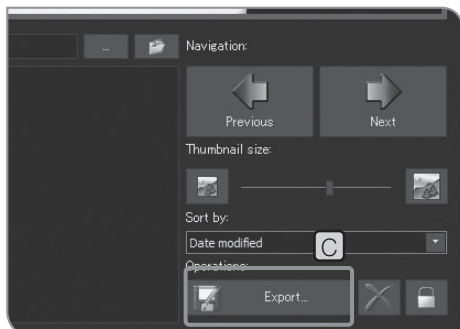 ...
Navigation:
Previous
Next
Thumbnail size:
Sort by:
Date modified
C
Operations:
Export...